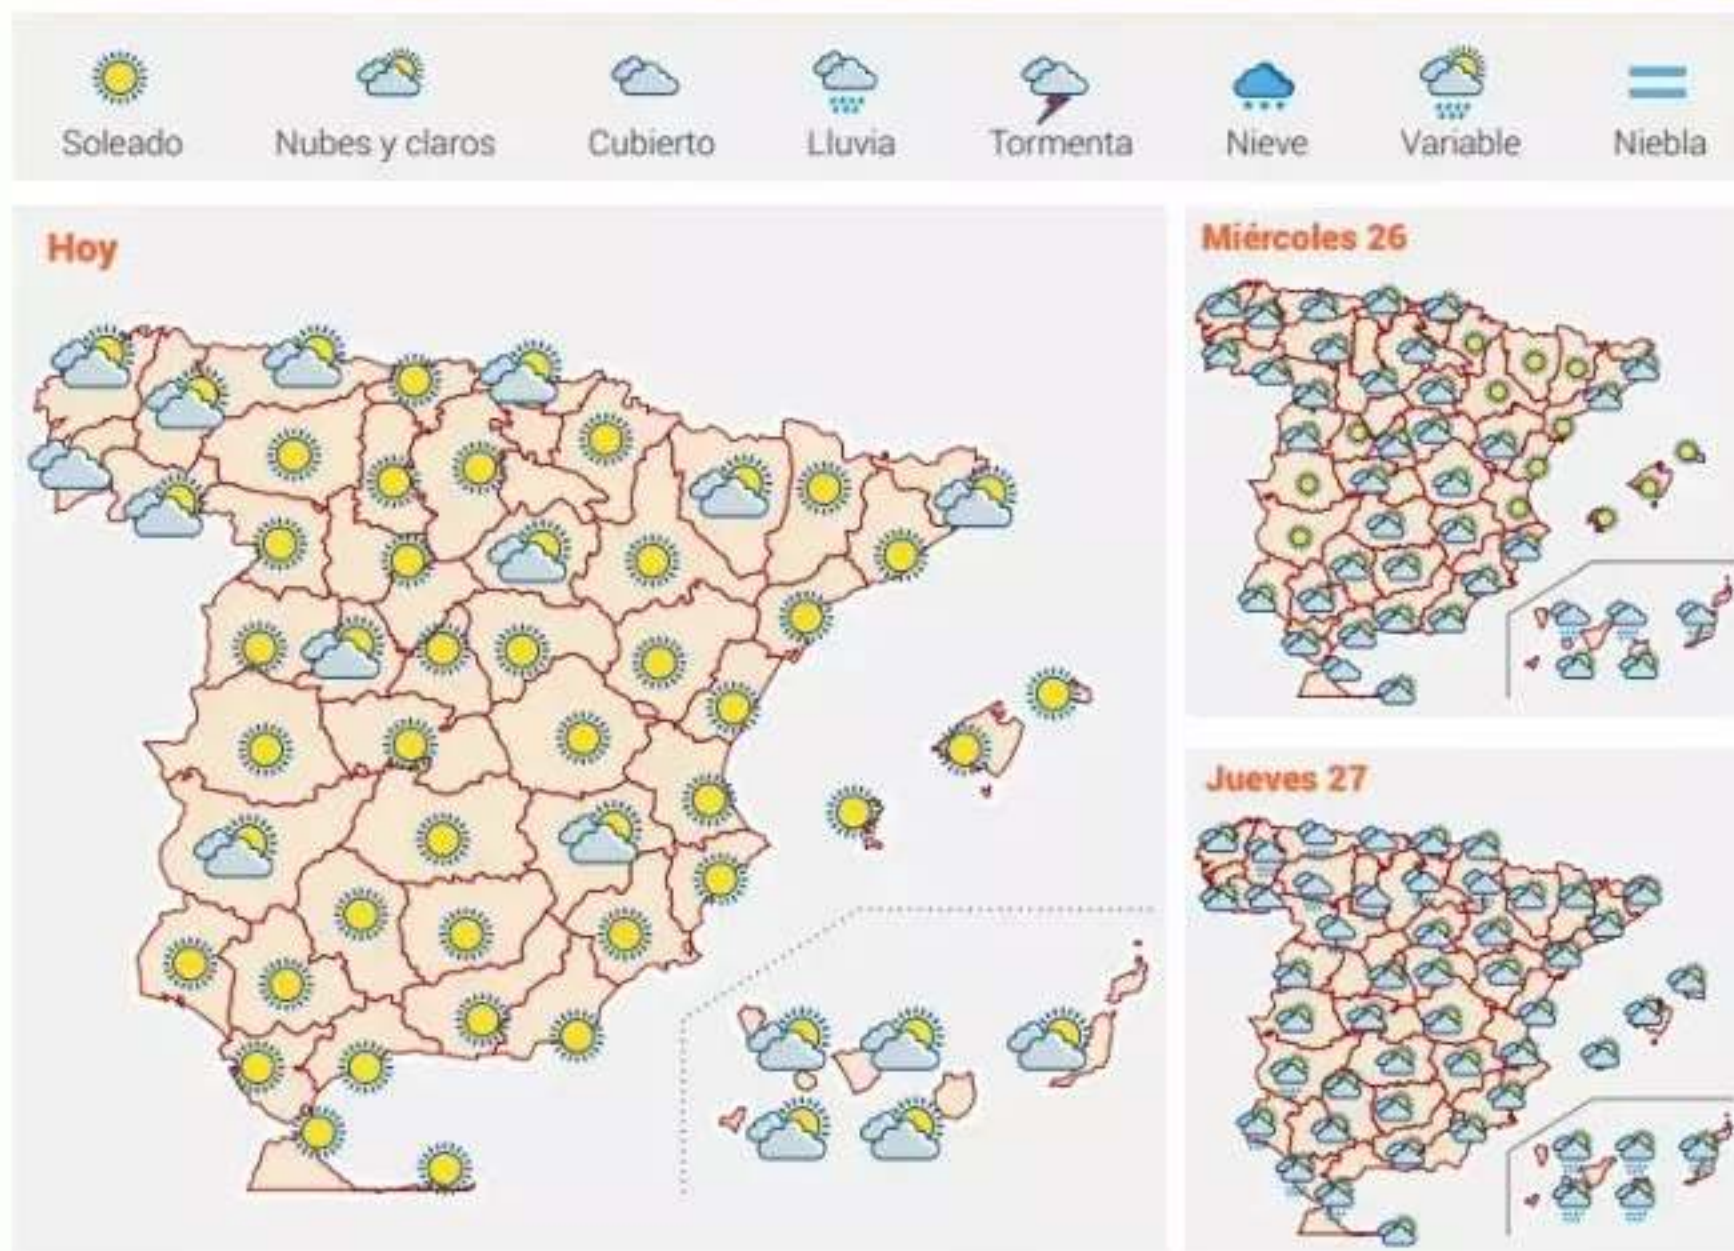 Soleado
Nubes y claros
Cubierto
Lluvia
Tormenta
Nieve
Variable
Niebla
Hoy
Miércoles 26
Jueves 27